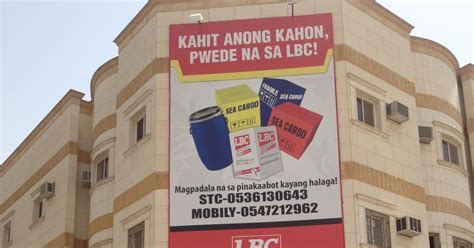 KAHIT ANONG KAHON,
PWEDE NA SA LBC!
FRAGILE
SEA CARGO
SEA CARGO
SEA CARGO
LBC
LBC
Magpadala na sa pinakaabot kayang halaga!
STC-0536130643
MOBILY-0547212962
LBC